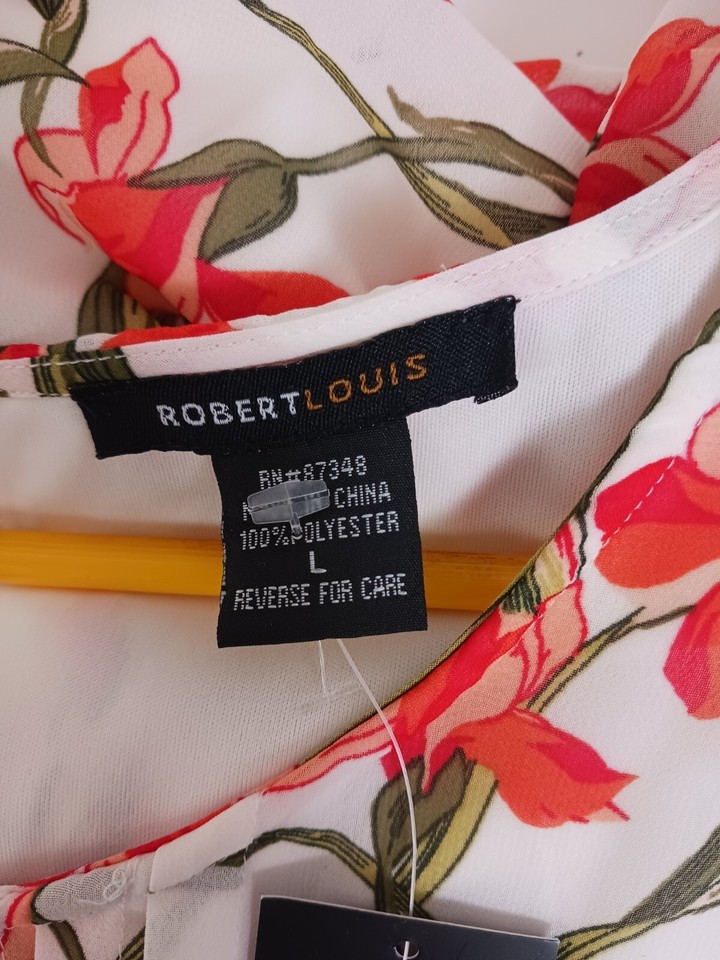 ROBERTLOUIS
RN#87348
CHINA
100%POLYESTER
L
REVERSE FOR CARE